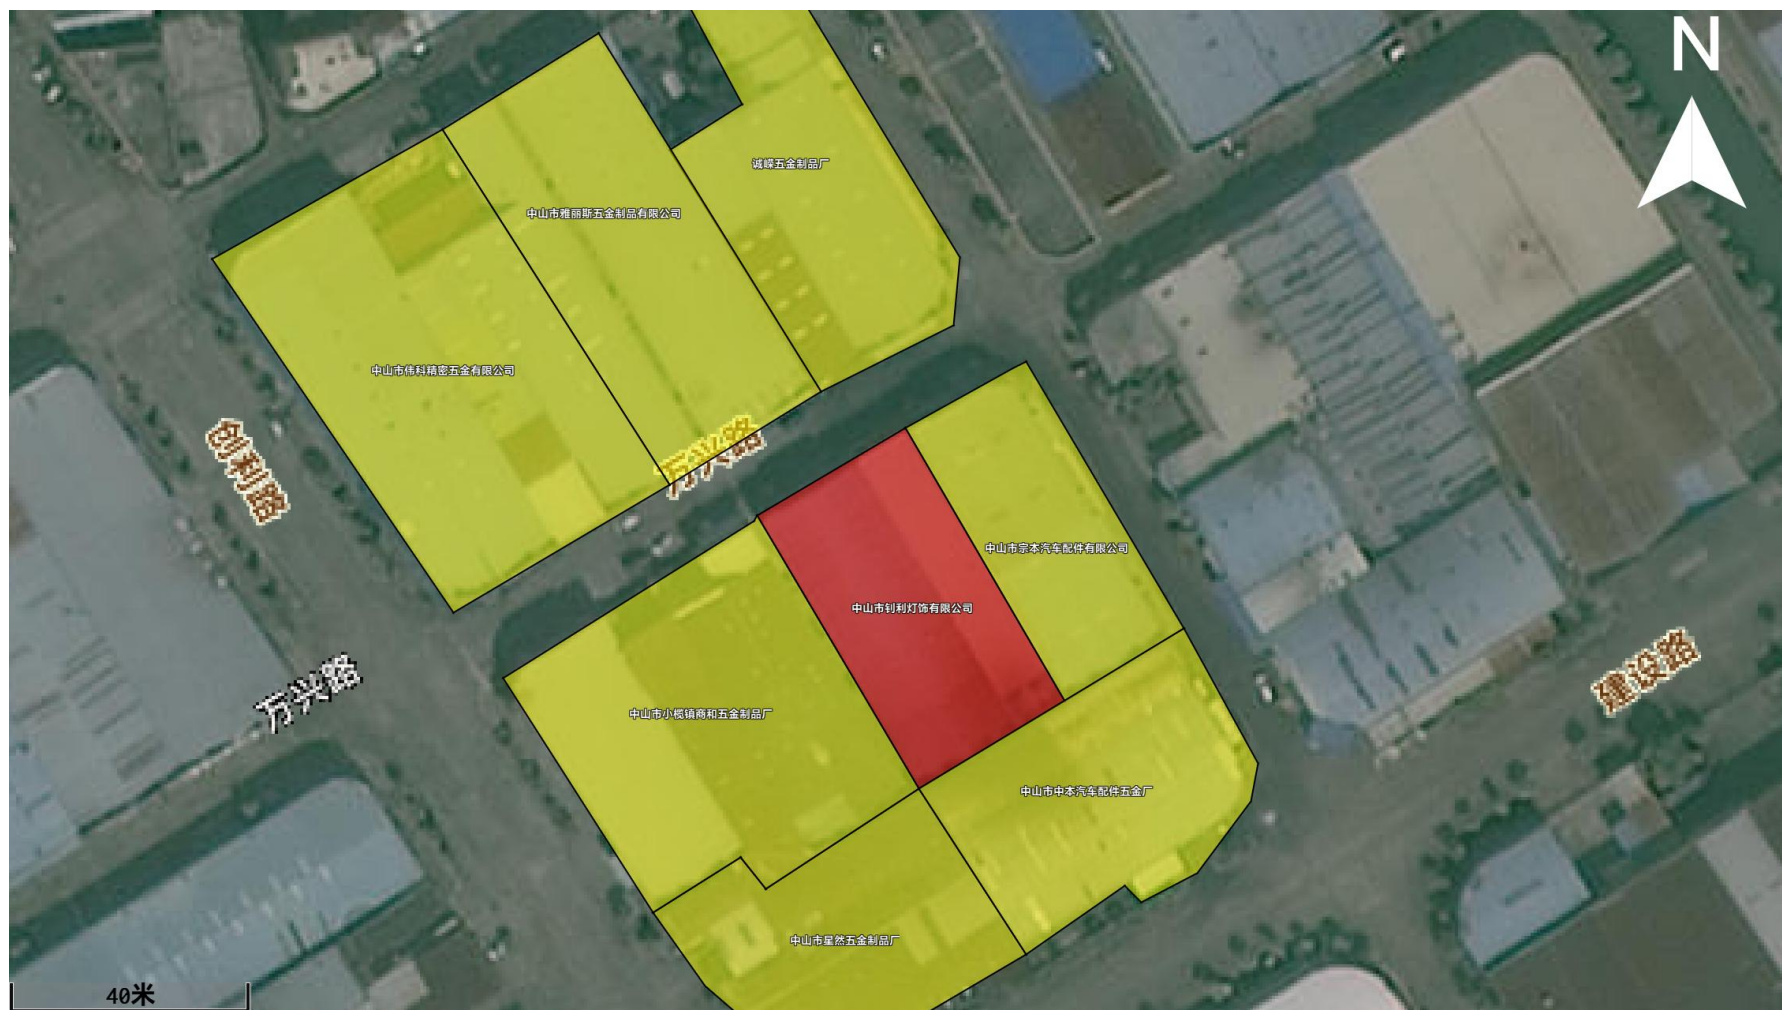 N
诚嵘五金制品厂
中山市雅丽斯五金制品有限公司
中山市伟科精密五金有限公司
创利路
万兴路
中山市宗本汽车配件有限公司
中山市钊利灯饰有限公司
建设路
万兴路
中山市小榄镇商和五金制品厂
中山市中本汽车配件五金厂
中山市星然五金制品厂
40米